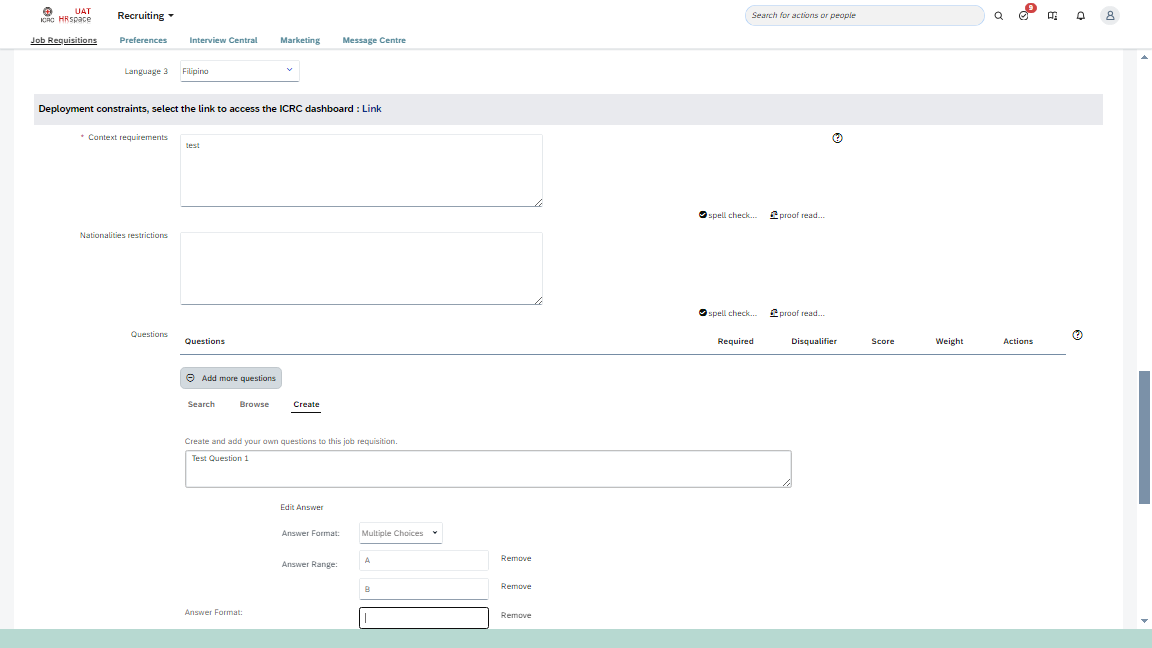 UAT
ICRC HRspace
Recruiting
Search for actions or people
9
Job Requisitions Preferences Interview Central Marketing Message Centre
Language 3 Filipino
Deployment constraints, select the link to access the ICRC dashboard : Link
* Context requirements test
spell check... proof read...
Nationalities restrictions
spell check... proof read...
Questions Questions Required Disqualifier Score Weight Actions
Add more questions
Search Browse Create
Create and add your own questions to this job requisition.
Test Question 1
Edit Answer
Answer Format: Multiple Choices
Answer Range: A Remove
B Remove
Answer Format: Remove